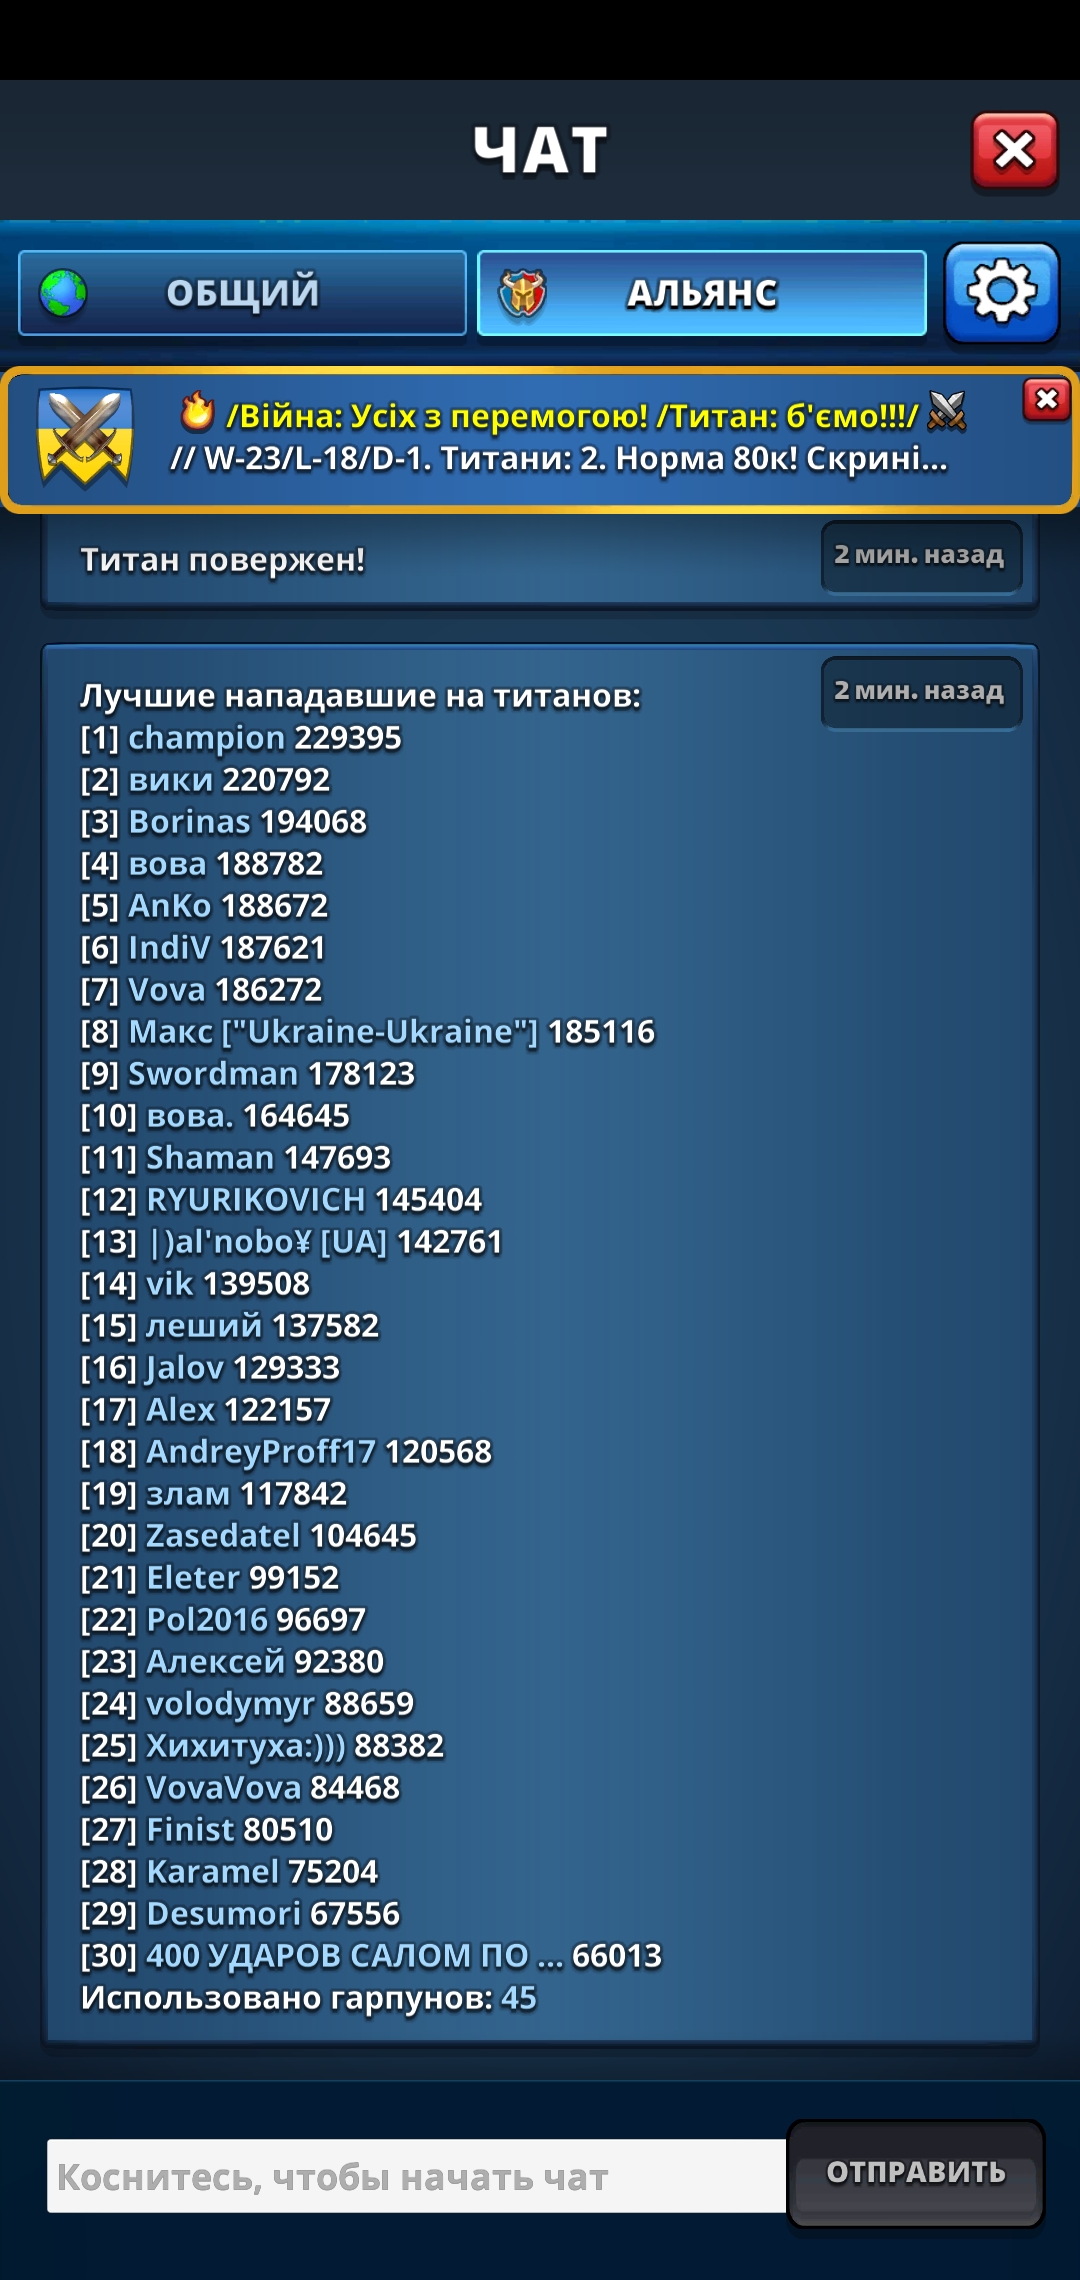 ЧАТ
ОБЩИЙ
АЛЬЯНС
/Війна: Усіх з перемогою! /Титан: б'ємо!!!/
// W-23/L-18/D-1. Титани: 2. Норма 80к! Скрині...
Титан повержен!
2 мин. назад
Лучшие нападавшие на титанов:
2 мин. назад
[1] champion 229395
[2] вики 220792
[3] Borinas 194068
[4] вова 188782
[5] AnKo 188672
[6] IndiV 187621
[7] Vova 186272
[8] Макс ["Ukraine-Ukraine"] 185116
[9] Swordman 178123
[10] вова. 164645
[11] Shaman 147693
[12] RYURIKOVICH 145404
[13] |)al'nobo¥ [UA] 142761
[14] vik 139508
[15] леший 137582
[16] Jalov 129333
[17] Alex 122157
[18] AndreyProff17 120568
[19] злам 117842
[20] Zasedatel 104645
[21] Eleter 99152
[22] Pol2016 96697
[23] Алексей 92380
[24] volodymyr 88659
[25] Хихитуха:))) 88382
[26] VovaVova 84468
[27] Finist 80510
[28] Karamel 75204
[29] Desumori 67556
[30] 400 УДАРОВ САЛОМ ПО ... 66013
Использовано гарпунов: 45
Коснитесь, чтобы начать чат
ОТПРАВИТЬ